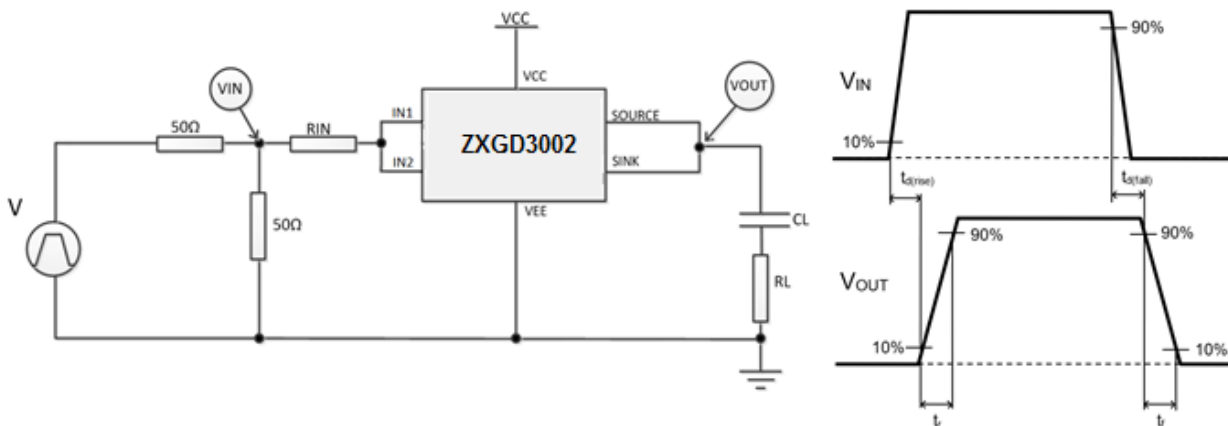 VCC
VIN
VCC
VOUT
50Ω
RIN
IN1
IN2
ZXGD3002
SOURCE
SINK
V
50Ω
VEE
CL
RL
90%
VIN
10%
td(rise)
td(fall)
90%
90%
VOUT
10%
10%
tr
tf